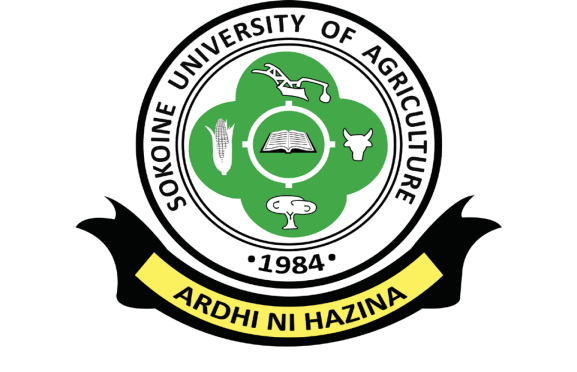 SOKOINE UNIVERSITY OF AGRICULTURE
•1984•
ARDHI NI HAZINA